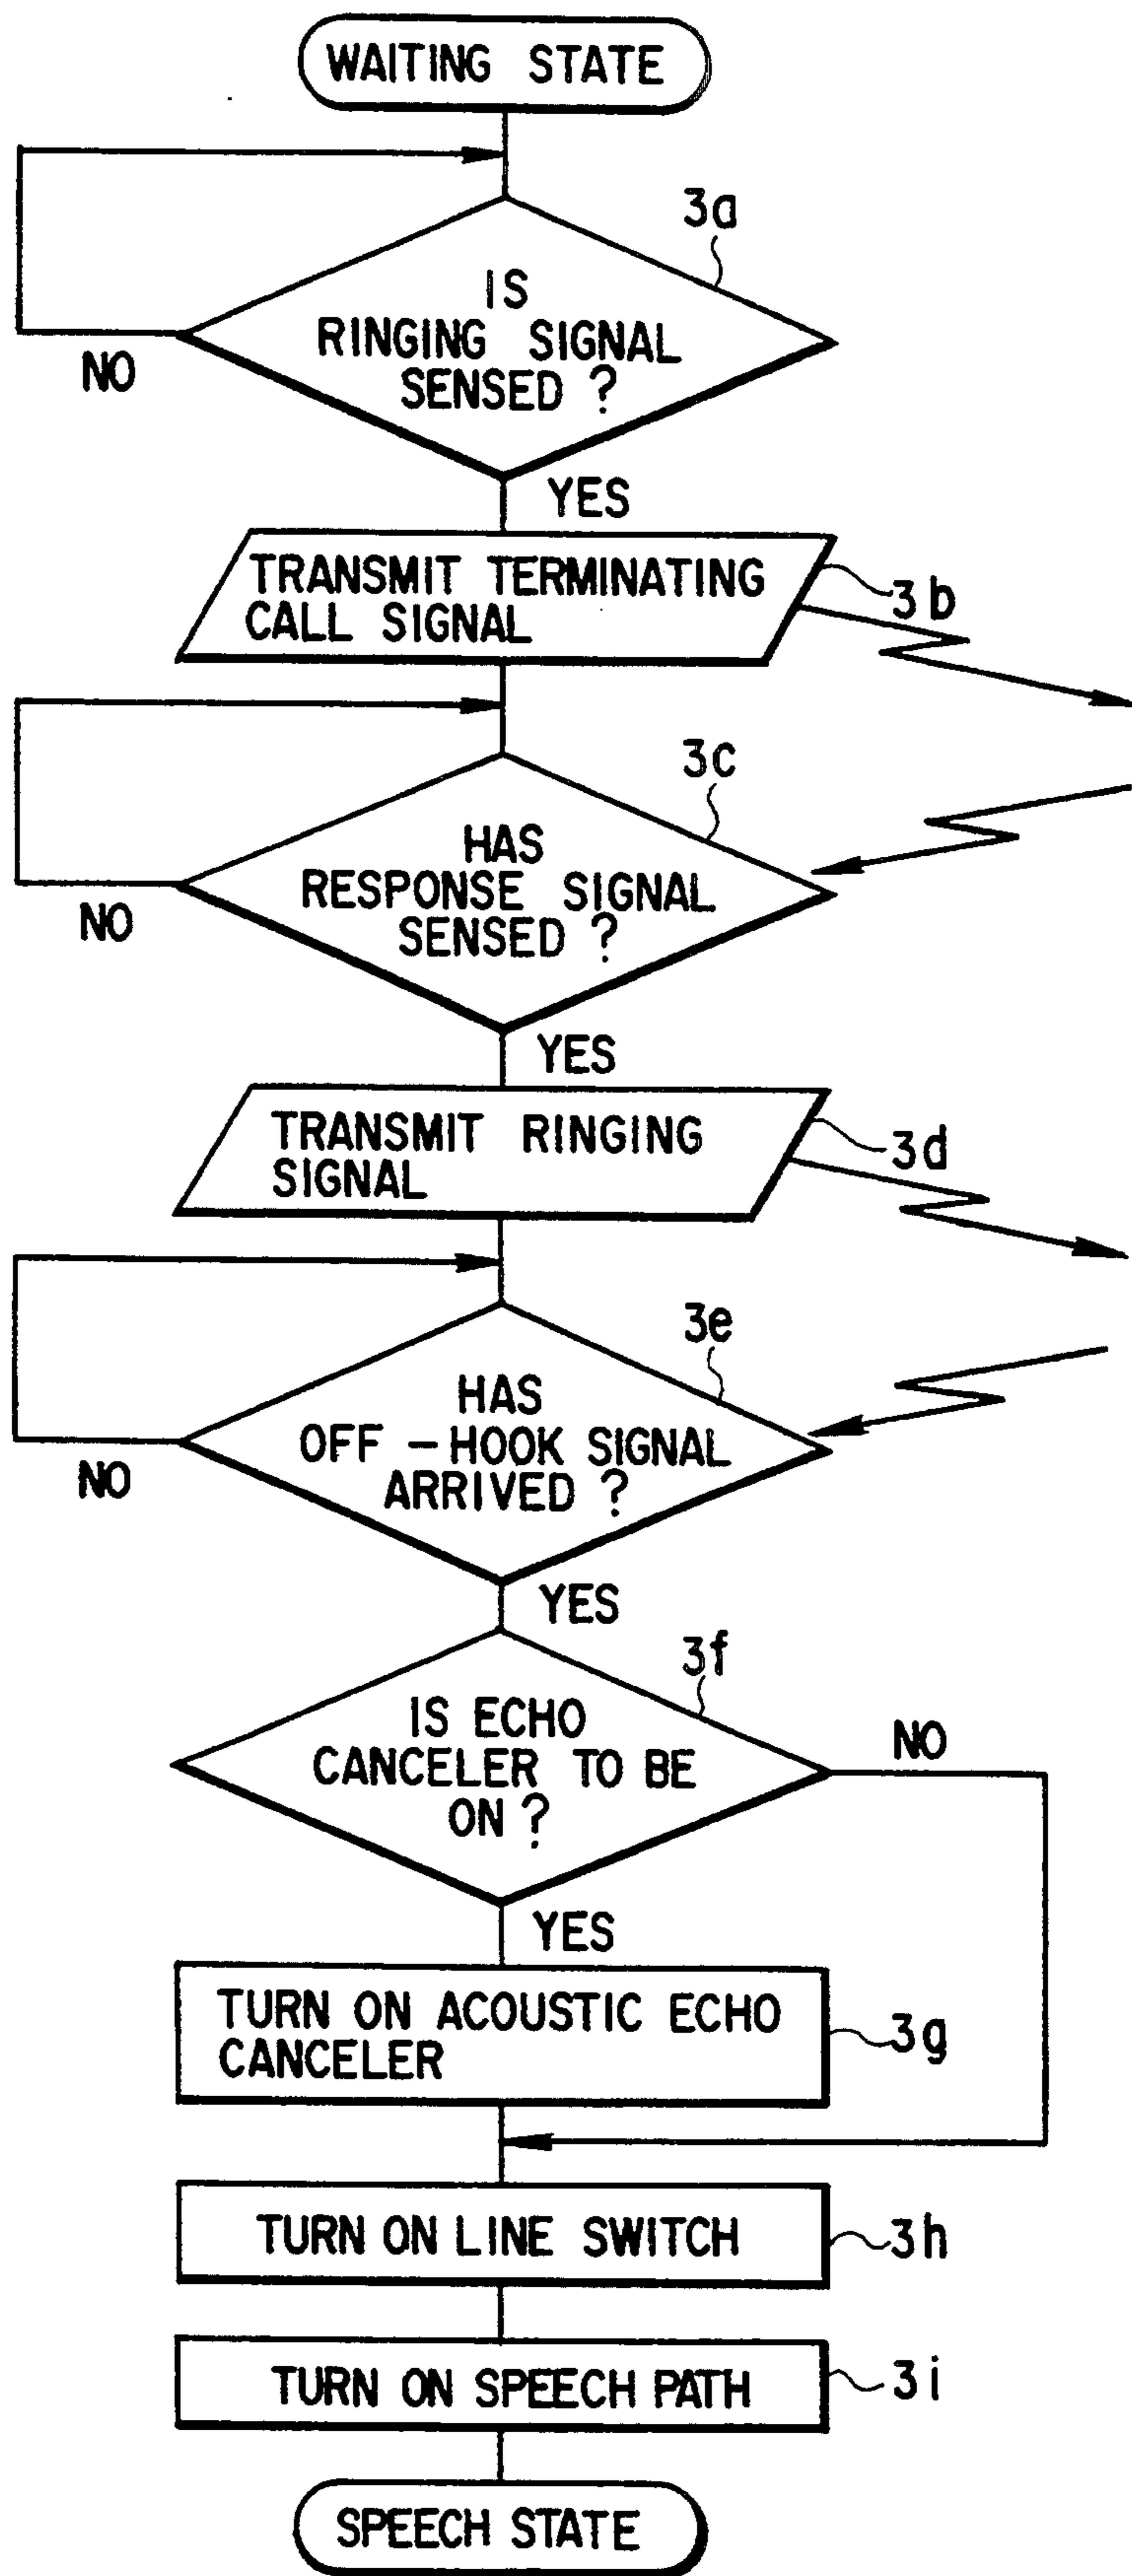 WAITING STATE
3a
IS
RINGING SIGNAL
SENSED ?
NO
YES
TRANSMIT TERMINATING
CALL SIGNAL
3b
3c
HAS
RESPONSE SIGNAL
SENSED ?
NO
YES
TRANSMIT RINGING
SIGNAL
3d
3e
HAS
OFF - HOOK SIGNAL
ARRIVED ?
NO
YES
3f
IS ECHO
CANCELER TO BE
ON ?
NO
YES
TURN ON ACOUSTIC ECHO
CANCELER
3g
TURN ON LINE SWITCH
3h
TURN ON SPEECH PATH
3i
SPEECH STATE